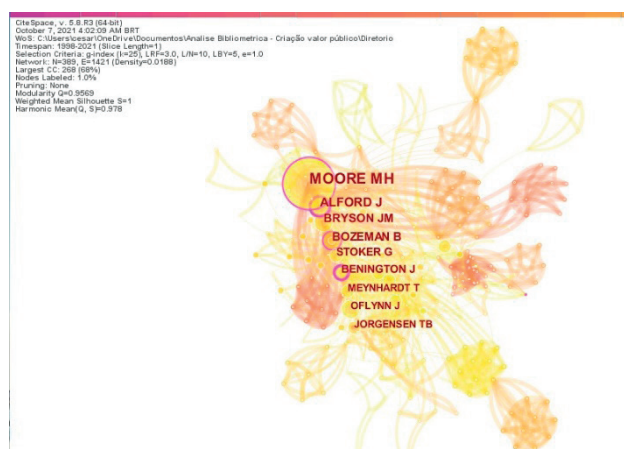 CiteSpace, v. 5.8.R3 (64-bit)
October 7, 2021 4:02:09 AM BRT
WoS: C:\Users\cesar\OneDrive\Documentos\Analise Bibliometrica - Criação valor público\Diretorio
Timespan: 1998-2021 (Slice Length=1)
Selection Criteria: g-index (k=25), LRF=3.0, L/N=10, LBY=5, e=1.0
Network: N=389, E=1421 (Density=0.0188)
Largest CC: 268 (68%)
Nodes Labeled: 1.0%
Pruning: None
Modularity Q=0.9569
Weighted Mean Silhouette S=1
Harmonic Mean(Q, S)=0.978
MOORE MH
ALFORD J
BRYSON JM
BOZEMAN B
STOKER G
BENINGTON J
MEYNHARDT T
OFLYNN J
JORGENSEN TB